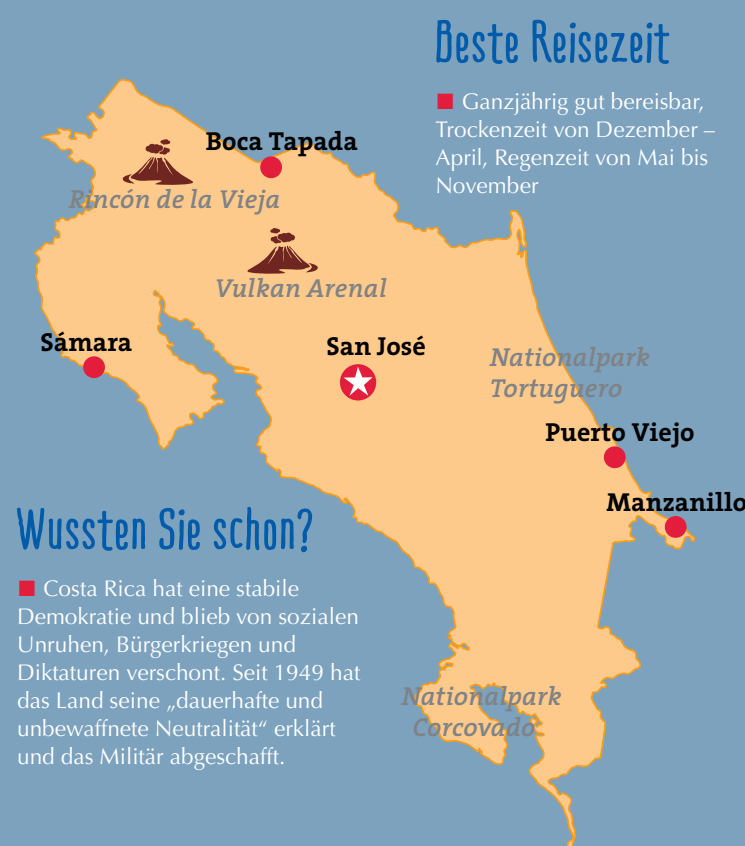 Beste Reisezeit
■ Ganzjährig gut bereisbar,
Trockenzeit von Dezember –
April, Regenzeit von Mai bis
November
Boca Tapada
Rincón de la Vieja
Vulkan Arenal
Sámara
San José
Nationalpark
Tortuguero
Puerto Viejo
Manzanillo
Wussten Sie schon?
■ Costa Rica hat eine stabile
Demokratie und blieb von sozialen
Unruhen, Bürgerkriegen und
Diktaturen verschont. Seit 1949 hat
das Land seine „dauerhafte und
unbewaffnete Neutralität“ erklärt
und das Militär abgeschafft.
Nationalpark
Corcovado